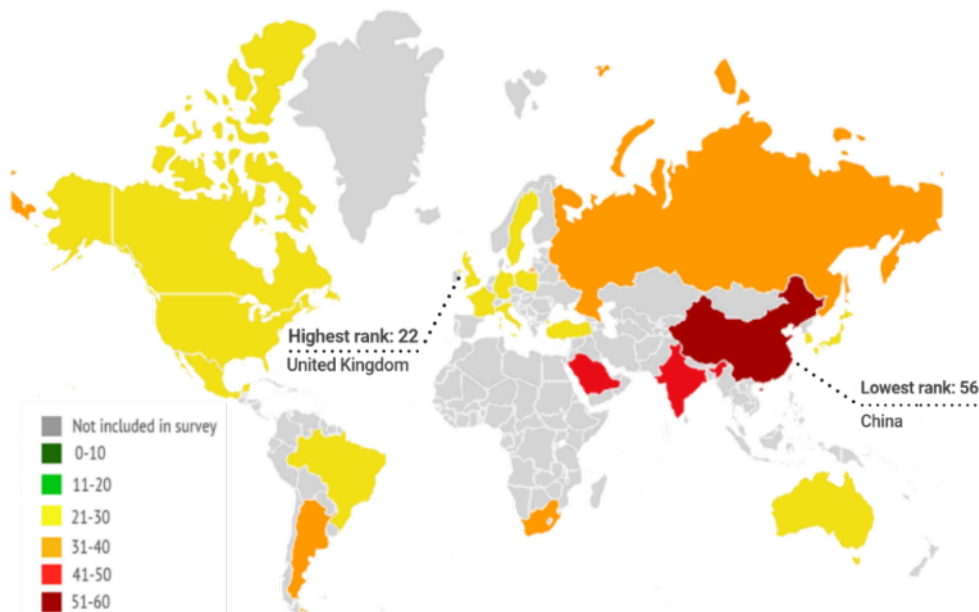 Highest rank: 22
United Kingdom
Lowest rank: 56
China
Not included in survey
0-10
11-20
21-30
31-40
41-50
51-60